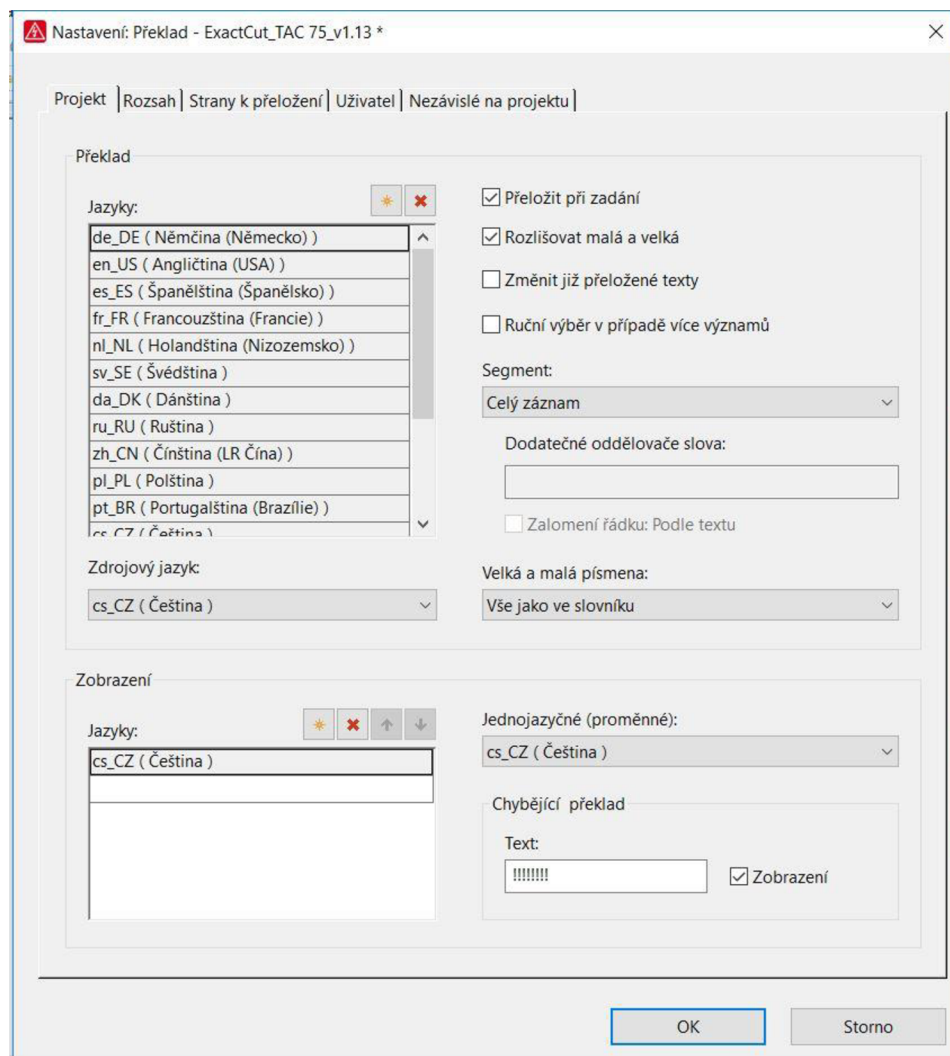 Nastavení: Překlad - ExactCut_TAC 75_v1.13 *
Projekt Rozsah Strany k přeložení Uživatel Nezávislé na projektu
Překlad
Jazyky:
de_DE ( Němčina (Německo) )
en_US ( Angličtina (USA) )
es_ES ( Španělština (Španělsko) )
fr_FR ( Francouzština (Francie) )
nl_NL ( Holandština (Nizozemsko) )
sv_SE ( Švédština )
da_DK ( Dánština )
ru_RU ( Ruština )
zh_CN ( Čínština (LR Čína) )
pl_PL ( Polština )
pt_BR ( Portugalština (Brazílie) )
cs_CZ ( Čeština )
Zdrojový jazyk:
cs_CZ ( Čeština )
Přeložit při zadání
Rozlišovat malá a velká
Změnit již přeložené texty
Ruční výběr v případě více významů
Segment:
Celý záznam
Dodatečné oddělovače slova:
Zalomení řádku: Podle textu
Velká a malá písmena:
Vše jako ve slovníku
Zobrazení
Jazyky:
cs_CZ ( Čeština )
Jednojazyčné (proměnné):
cs_CZ ( Čeština )
Chybějící překlad
Text:
!!!!!!!! Zobrazení
OK Storno